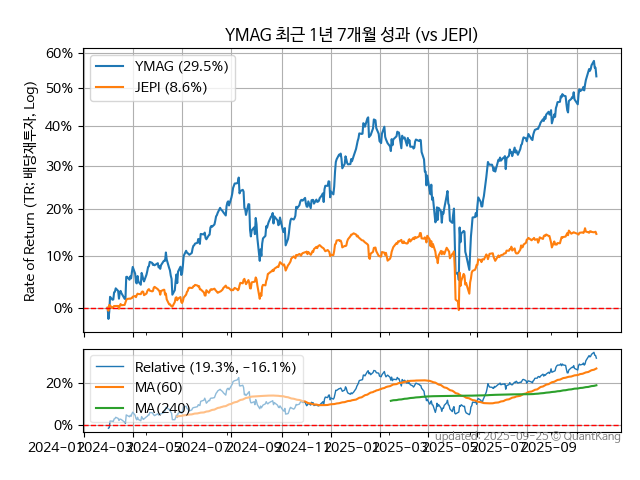 YMAG 최근 1년 7개월 성과 (vs JEPI)
Rate of Return (TR: 배당재투자, Log)
60%
50%
40%
30%
20%
10%
0%
YMAG (29.5%)
JEPI (8.6%)
20%
0%
Relative (19.3%, -16.1%)
MA(60)
MA(240)
2024-01
2024-03
2024-05
2024-07
2024-09
2024-11
2025-01
2025-03
2025-05
2025-07
2025-09
updated: 2025-09-25 © QuantKang